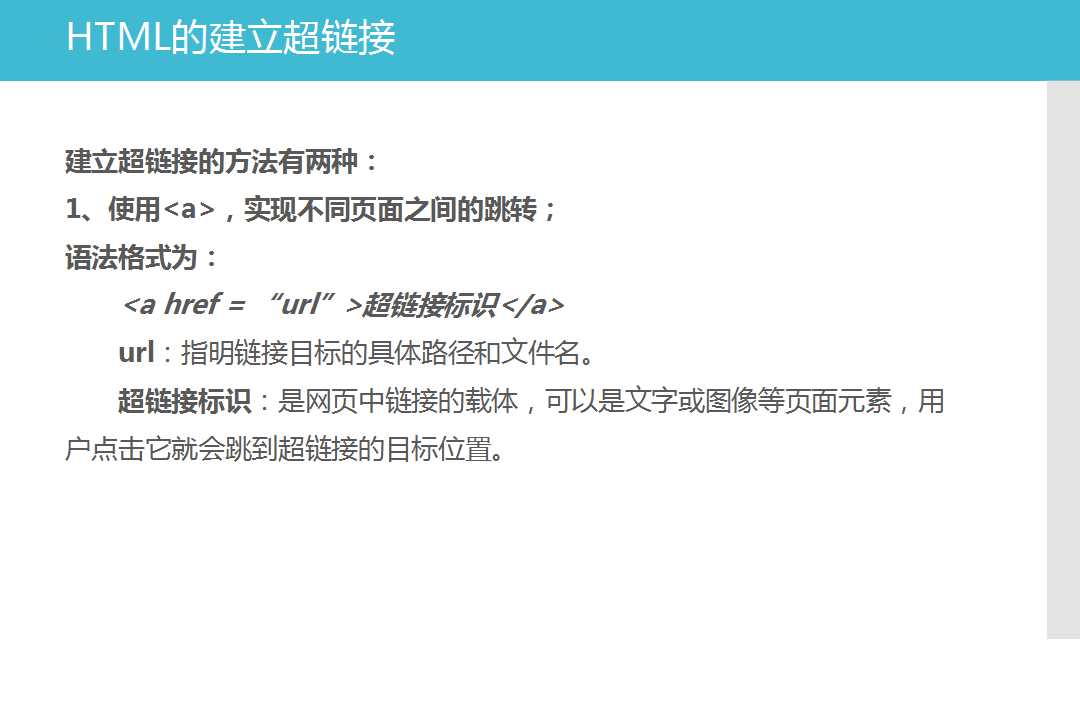 HTML的建立超链接
建立超链接的方法有两种：
1、使用<a>，实现不同页面之间的跳转；
语法格式为：
<a href = “url” >超链接标识</a>
url：指明链接目标的具体路径和文件名。
超链接标识：是网页中链接的载体，可以是文字或图像等页面元素，用
户点击它就会跳到超链接的目标位置。